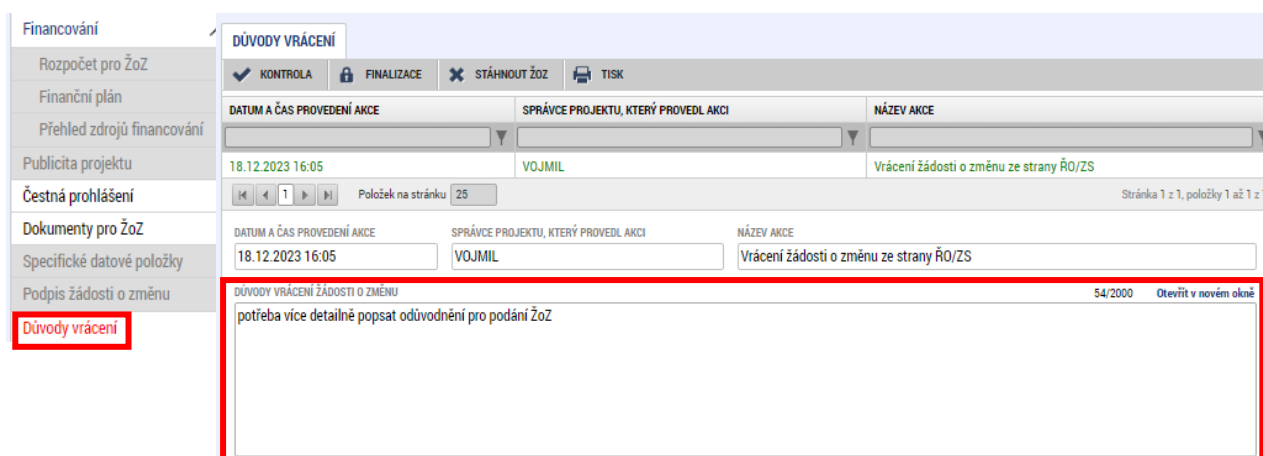 Financování
Rozpočet pro ŽoZ
Finanční plán
Přehled zdrojů financování
Publicita projektu
Čestná prohlášení
Dokumenty pro ŽoZ
Specifické datové položky
Podpis žádosti o změnu
Důvody vrácení
DŮVODY VRÁCENÍ
KONTROLA FINALIZACE STÁHNOUT ŽOZ TISK
DATUM A ČAS PROVEDENÍ AKCE SPRÁVCE PROJEKTU, KTERÝ PROVEDL AKCI NÁZEV AKCE
18.12.2023 16:05 VOJMIL Vrácení žádosti o změnu ze strany ŘO/ZS
1 Položek na stránku 25 Stránka 1 z 1, položky 1 až 1 z 1
DATUM A ČAS PROVEDENÍ AKCE SPRÁVCE PROJEKTU, KTERÝ PROVEDL AKCI NÁZEV AKCE
18.12.2023 16:05 VOJMIL Vrácení žádosti o změnu ze strany ŘO/ZS
DŮVODY VRÁCENÍ ŽÁDOSTI O ZMĚNU 54/2000 Otevřít v novém okně
potřeba více detailně popsat odůvodnění pro podání ŽoZ